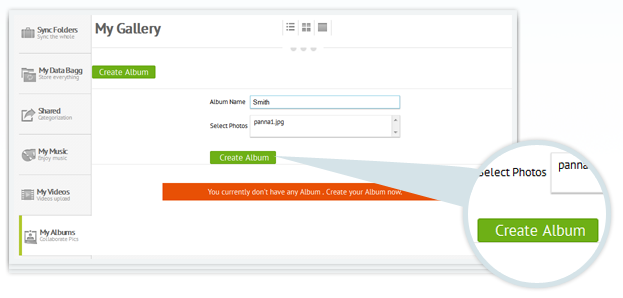 Sync Folders
Sync the whole
My Data Bagg
Store everything
Shared
Categorization
My Music
Enjoy music
My Videos
Videos upload
My Albums
Collaborate Pics
My Gallery
Create Album
Album Name Smith
Select Photos panna1.jpg
Create Album
You currently don't have any Album . Create your Album now.
Select Photos panna
Create Album